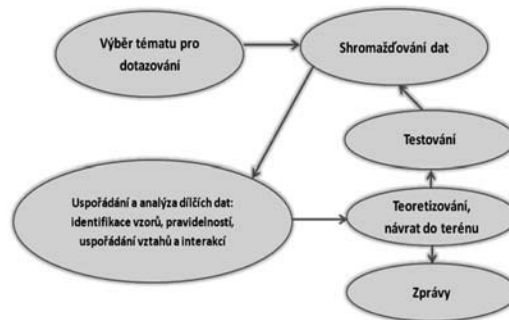 Výběr tématu pro
dotazování
Shromažďování dat
Testování
Uspořádání a analýza dílčích dat:
identifikace vzorů, pravidelností,
uspořádání vztahů a interakcí
Teoretizování,
návrat do terénu
Zprávy